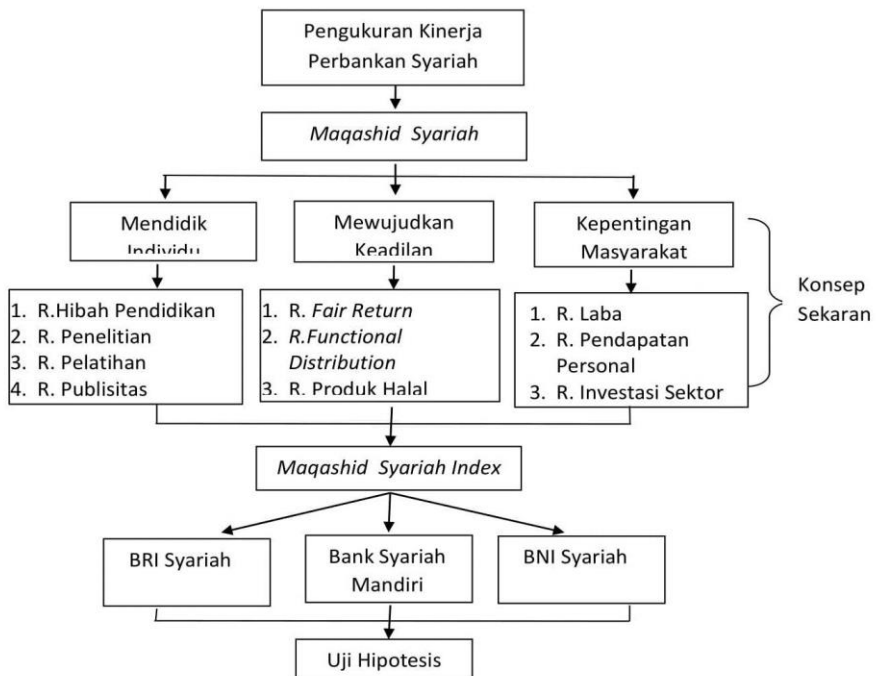 Pengukuran Kinerja
Perbankan Syariah
Maqashid Syariah
Mendidik
Individu
Mewujudkan
Keadilan
Kepentingan
Masyarakat
1. R.Hibah Pendidikan
2. R. Penelitian
3. R. Pelatihan
4. R. Publisitas
1. R. Fair Return
2. R.Functional
Distribution
3. R. Produk Halal
1. R. Laba
2. R. Pendapatan
Personal
3. R. Investasi Sektor
Konsep
Sekaran
Maqashid Syariah Index
BRI Syariah
Bank Syariah
Mandiri
BNI Syariah
Uji Hipotesis